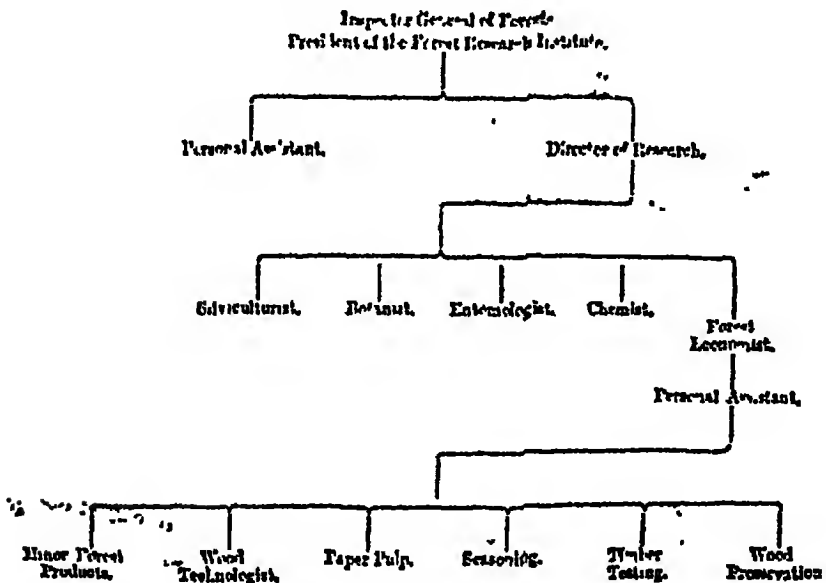 Inspector General of Forests
President of the Forest Research Institute.
Personal Assistant.
Director of Research.
Silviculturist.
Botanist.
Entomologist.
Chemist.
Forest
Economist.
Personal Assistant.
Minor Forest
Products.
Wood
Technologist.
Paper Pulp.
Seasoning.
Timber
Testing.
Wood
Preservation